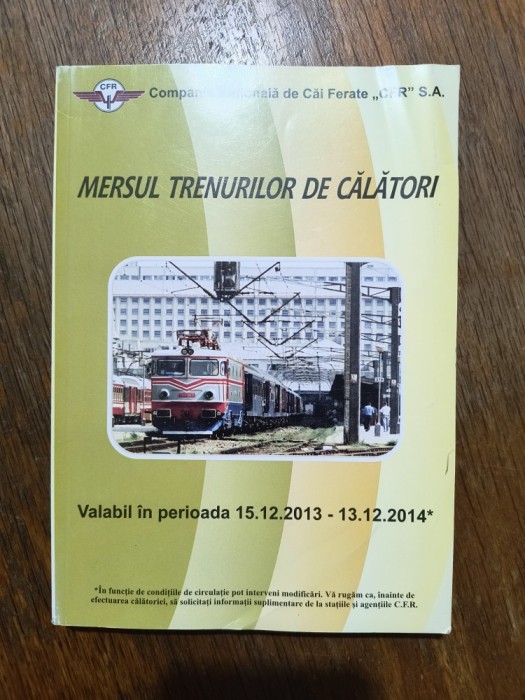 CFR
Compania Națională de Căi Ferate „CFR” S.A.
MERSUL TRENURILOR DE CĂLĂTORI
Valabil în perioada 15.12.2013 - 13.12.2014*
*În funcție de condițiile de circulație pot interveni modificări. Vă rugăm ca, înainte de
efectuarea călătoriei, să solicitați informații suplimentare de la stațiile și agențiile C.F.R.